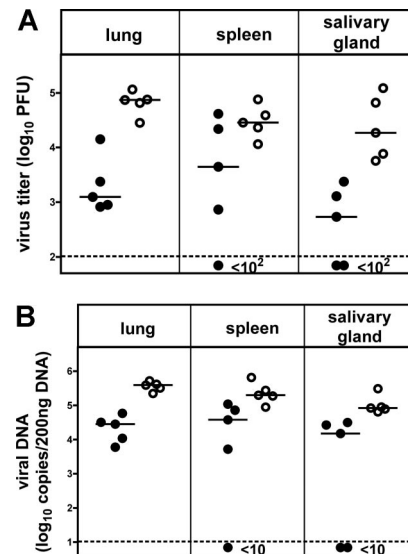 A
lung
spleen
salivary
gland
virus titer (log10 PFU)
5
4
3
2
<10²
<10²
B
lung
spleen
salivary
gland
viral DNA
(log10 copies/200ng DNA)
6
5
4
3
2
1
<10
<10